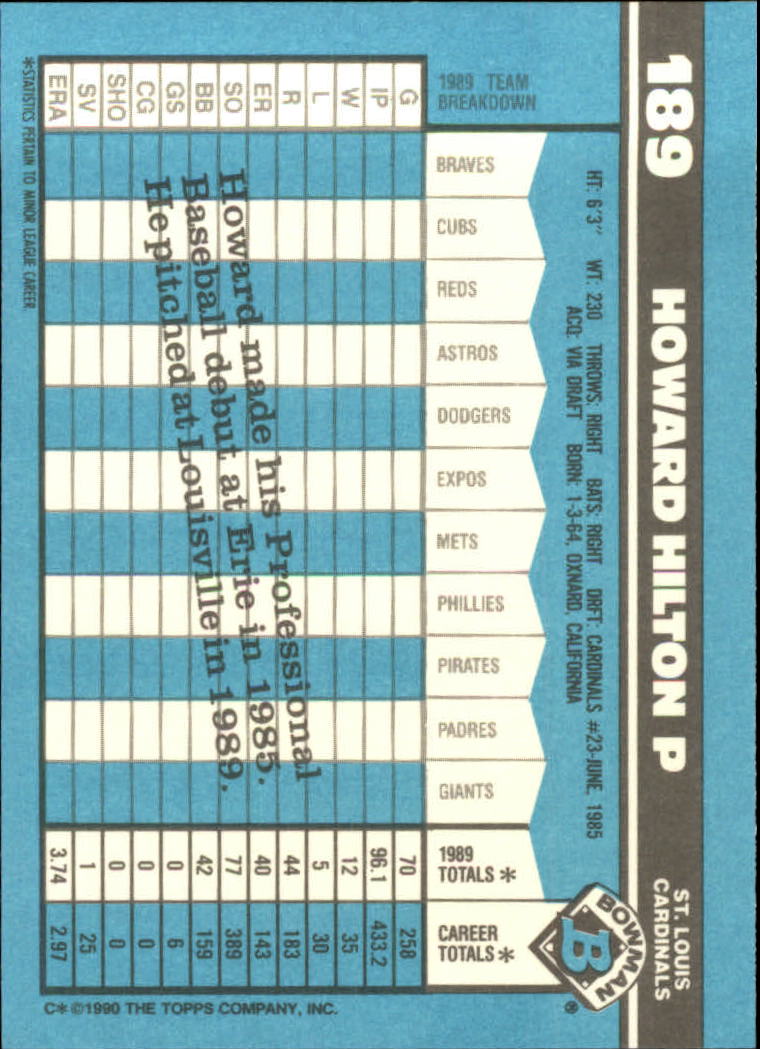 189 HOWARD HILTON P
ST. LOUIS
CARDINALS
BOWMAN
B
HT: 6'3" WT: 230 THROWS: RIGHT BATS: RIGHT DRFT: CARDINALS #23-JUNE, 1985
ACQ: VIA DRAFT BORN: 1-3-64, OXNARD, CALIFORNIA
1989 TEAM
BREAKDOWN
BRAVES
CUBS
REDS
ASTROS
DODGERS
EXPOS
METS
PHILLIES
PIRATES
PADRES
GIANTS
1989
TOTALS*
CAREER
TOTALS*
G 70 258
IP 96.1 433.2
W 12 35
L 5 30
R 44 183
ER 40 143
SO 77 389
BB 42 159
GS 0 6
CG 0 0
SHO 0 0
SV 1 25
ERA 3.74 2.97
Howard made his Professional
Baseball debut at Erie in 1985.
He pitched at Louisville in 1989.
*STATISTICS PERTAIN TO MINOR LEAGUE CAREER
C*©1990 THE TOPPS COMPANY, INC.
®